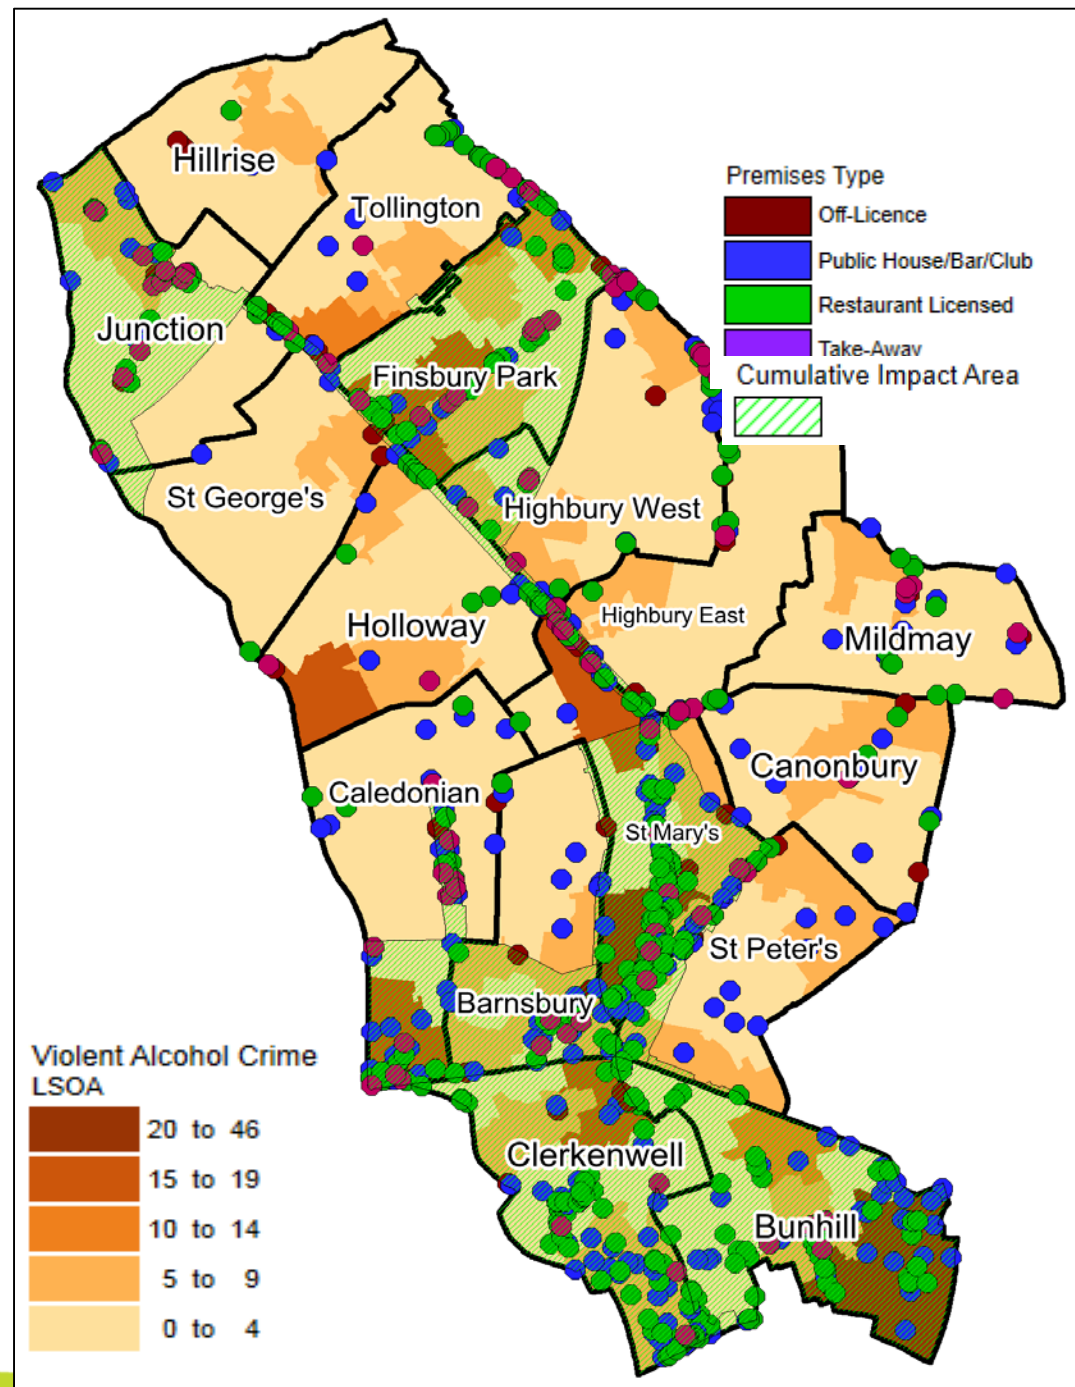 Hillrise
Tollington
Premises Type
Off-Licence
Public House/Bar/Club
Restaurant Licensed
Take-Away
Cumulative Impact Area
Junction
Finsbury Park
St George's
Highbury West
Holloway
Highbury East
Mildmay
Caledonian
Canonbury
St Mary's
St Peter's
Barnsbury
Violent Alcohol Crime
LSOA
20 to 46
15 to 19
10 to 14
5 to 9
0 to 4
Clerkenwell
Bunhill